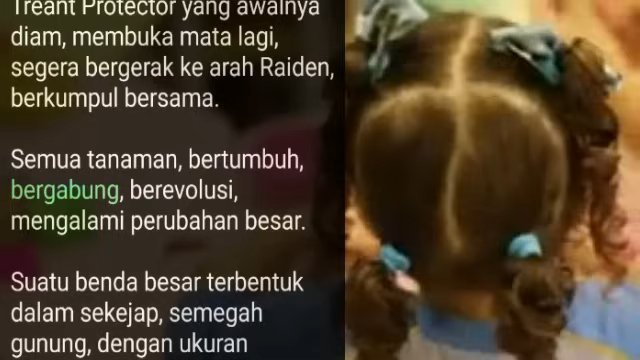 Treant Protector yang awalnya
diam, membuka mata lagi,
segera bergerak ke arah Raiden,
berkumpul bersama.
Semua tanaman, bertumbuh,
bergabung, berevolusi,
mengalami perubahan besar.
Suatu benda besar terbentuk
dalam sekejap, semegah
gunung, dengan ukuran